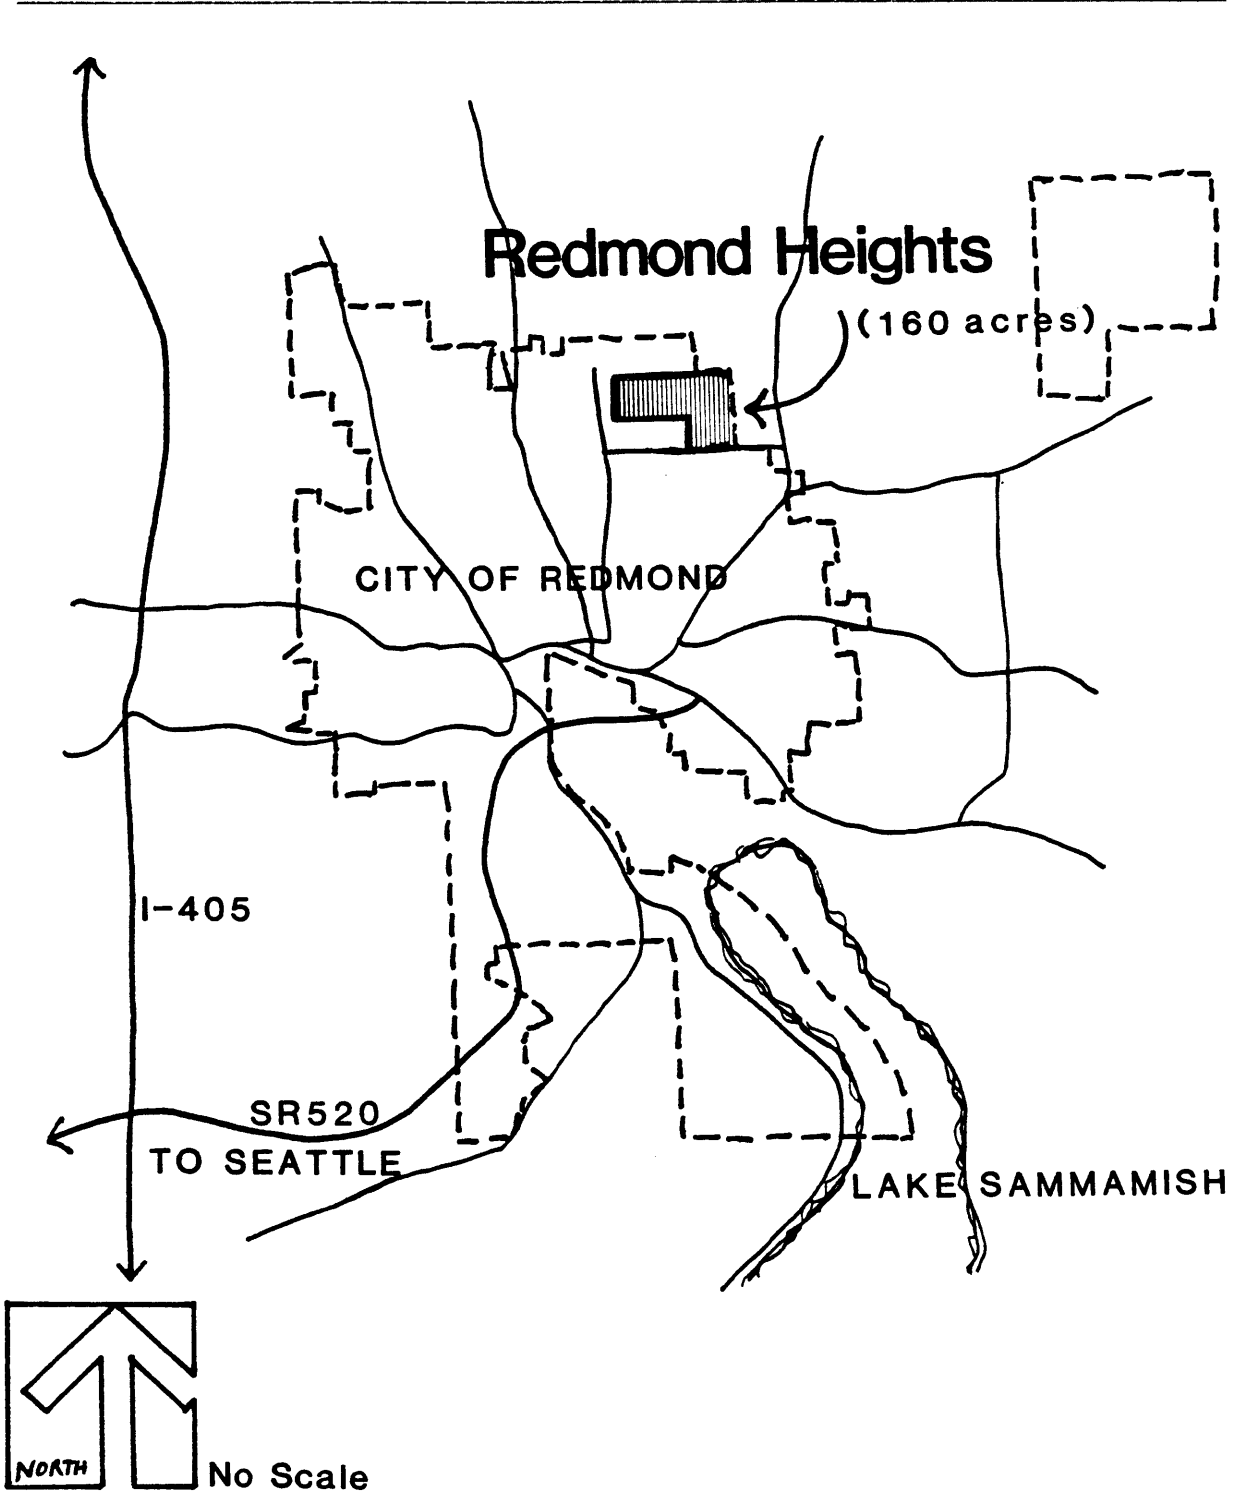 Redmond Heights
(160 acres)
CITY OF REDMOND
I-405
SR520
TO SEATTLE
LAKE SAMMAMISH
NORTH
No Scale